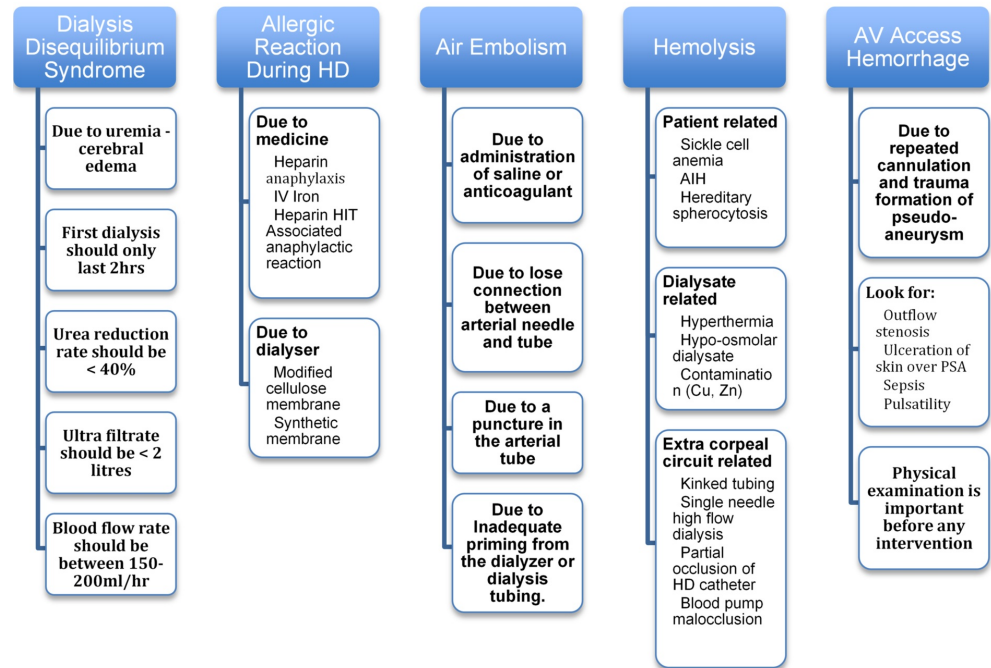 Dialysis
Disequilibrium
Syndrome
Due to uremia -
cerebral
edema
First dialysis
should only
last 2hrs
Urea reduction
rate should be
< 40%
Ultra filtrate
should be < 2
litres
Blood flow rate
should be
between 150-
200ml/hr
Allergic
Reaction
During HD
Due to
medicine
Heparin
anaphylaxis
IV Iron
Heparin HIT
Associated
anaphylactic
reaction
Due to
dialyser
Modified
cellulose
membrane
Synthetic
membrane
Air Embolism
Due to
administration
of saline or
anticoagulant
Due to lose
connection
between
arterial needle
and tube
Due to a
puncture in
the arterial
tube
Due to
Inadequate
priming from
the dialyzer or
dialysis
tubing.
Hemolysis
Patient related
Sickle cell
anemia
AIH
Hereditary
spherocytosis
Dialysate
related
Hyperthermia
Hypo-osmolar
dialysate
Contaminatio
n (Cu, Zn)
Extra corpeal
circuit related
Kinked tubing
Single needle
high flow
dialysis
Partial
occlusion of
HD catheter
Blood pump
malocclusion
AV Access
Hemorrhage
Due to
repeated
cannulation
and trauma
formation of
pseudo-
aneurysm
Look for:
Outflow
stenosis
Ulceration of
skin over PSA
Sepsis
Pulsatility
Physical
examination is
important
before any
intervention